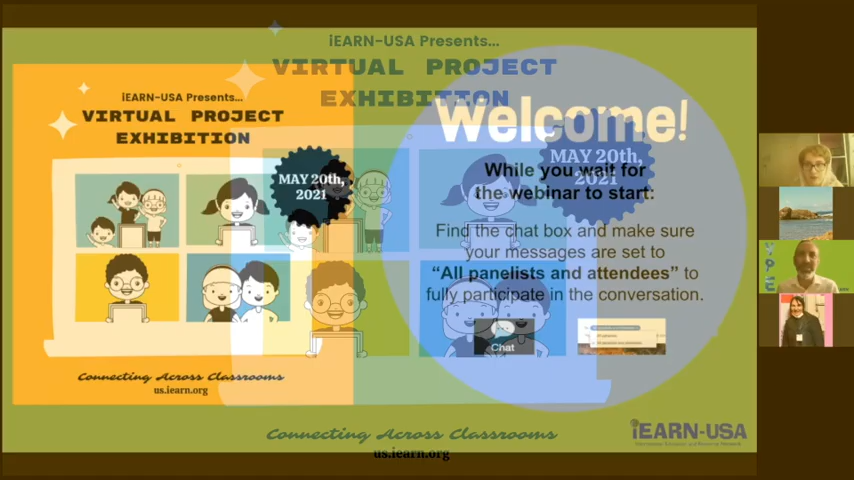 iEARN-USA Presents...
VIRTUAL PROJECT
EXHIBITION
iEARN-USA Presents...
VIRTUAL PROJECT
EXHIBITION
MAY 20th,
2021
Connecting Across Classrooms
us.iearn.org
Welcome!
MAY 20th,
2021
While you wait for
the webinar to start:
Find the chat box and make sure
your messages are set to
“All panelists and attendees” to
fully participate in the conversation.
Chat
Connecting Across Classrooms
us.iearn.org
iEARN-USA